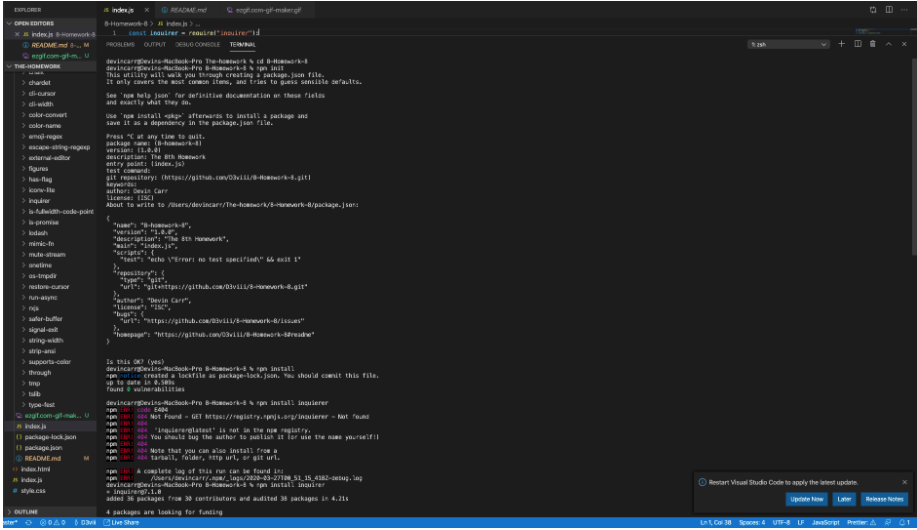 EXPLORER
JS index.js ×
README.md
ezgif.com-gif-maker.gif
OPEN EDITORS
× JS index.js 8-Homework-8
README.md 8-... M
ezgif.com-gif-m... U
THE-HOMEWORK
> chardet
> cli-cursor
> cli-width
> color-convert
> color-name
> emoji-regex
> escape-string-regexp
> external-editor
> figures
> has-flag
> iconv-lite
> inquirer
> is-fullwidth-code-point
> is-promise
> lodash
> mimic-fn
> mute-stream
> onetime
> os-tmpdir
> restore-cursor
> run-async
> rxjs
> safer-buffer
> signal-exit
> string-width
> strip-ansi
> supports-color
> through
> tmp
> tslib
> type-fest
ezgif.com-gif-mak... U
JS index.js
{} package-lock.json
{} package.json
README.md M
<> index.html
JS index.js
# style.css
> OUTLINE
8-Homework-8 > JS index.js > ...
1 const inquirer = require("inquirer");
PROBLEMS OUTPUT DEBUG CONSOLE TERMINAL
5: zsh
devincarr@Devins-MacBook-Pro The-homework % cd 8-Homework-8
devincarr@Devins-MacBook-Pro 8-Homework-8 % npm init
This utility will walk you through creating a package.json file.
It only covers the most common items, and tries to guess sensible defaults.
See `npm help json` for definitive documentation on these fields
and exactly what they do.
Use `npm install <pkg>` afterwards to install a package and
save it as a dependency in the package.json file.
Press ^C at any time to quit.
package name: (8-homework-8)
version: (1.0.0)
description: The 8th Homework
entry point: (index.js)
test command:
git repository: (https://github.com/D3viii/8-Homework-8.git)
keywords:
author: Devin Carr
license: (ISC)
About to write to /Users/devincarr/The-homework/8-Homework-8/package.json:
{
"name": "8-homework-8",
"version": "1.0.0",
"description": "The 8th Homework",
"main": "index.js",
"scripts": {
"test": "echo \"Error: no test specified\" && exit 1"
},
"repository": {
"type": "git",
"url": "git+https://github.com/D3viii/8-Homework-8.git"
},
"author": "Devin Carr",
"license": "ISC",
"bugs": {
"url": "https://github.com/D3viii/8-Homework-8/issues"
},
"homepage": "https://github.com/D3viii/8-Homework-8#readme"
}
Is this OK? (yes)
devincarr@Devins-MacBook-Pro 8-Homework-8 % npm install
npm notice created a lockfile as package-lock.json. You should commit this file.
up to date in 0.509s
found 0 vulnerabilities
devincarr@Devins-MacBook-Pro 8-Homework-8 % npm install inquierer
npm ERR! code E404
npm ERR! 404 Not Found - GET https://registry.npmjs.org/inquierer - Not found
npm ERR! 404
npm ERR! 404 'inquierer@latest' is not in the npm registry.
npm ERR! 404 You should bug the author to publish it (or use the name yourself!)
npm ERR! 404
npm ERR! 404 Note that you can also install from a
npm ERR! 404 tarball, folder, http url, or git url.
npm ERR! A complete log of this run can be found in:
npm ERR! /Users/devincarr/.npm/_logs/2020-03-27T00_51_15_418Z-debug.log
devincarr@Devins-MacBook-Pro 8-Homework-8 % npm install inquirer
+ inquirer@7.1.0
added 36 packages from 30 contributors and audited 38 packages in 4.21s
4 packages are looking for funding
Restart Visual Studio Code to apply the latest update.
Update Now Later Release Notes
0 0 D3viii Live Share
Ln 1, Col 38 Spaces: 4 UTF-8 LF JavaScript Prettier: 1